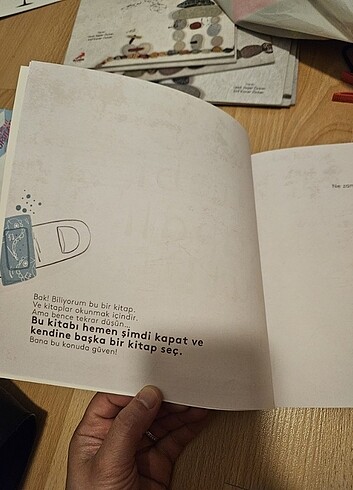 Bak! Biliyorum bu bir kitap.
Ve kitaplar okunmak içindir.
Ama bence tekrar düşün...
Bu kitabı hemen şimdi kapat ve
kendine başka bir kitap seç.
Bana bu konuda güven!